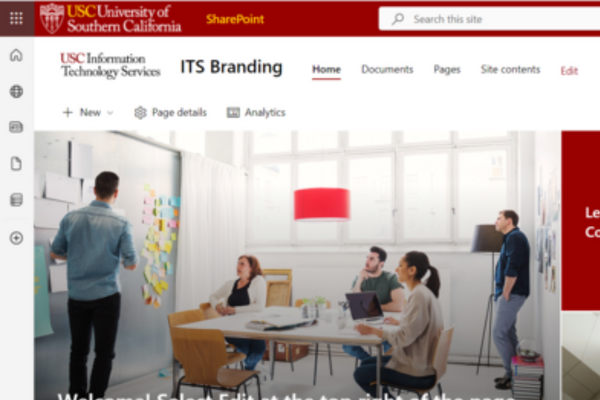 USC University of
Southern California
SharePoint
Search this site
USC Information
Technology Services
ITS Branding
Home
Documents
Pages
Site contents
Edit
New
Page details
Analytics
Le
Co
Welcome! Select Edit at the top right of the page